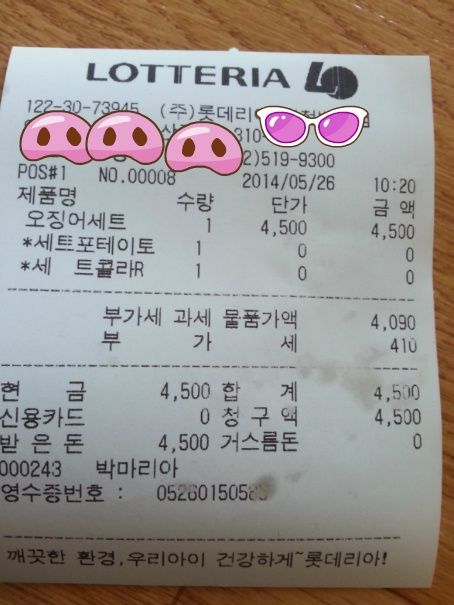 LOTTERIA
122-30-73945 (주)롯데리
310-
2)519-9300
POS#1 NO.00008 2014/05/26 10:20
제품명 수량 단가 금 액
오징어세트 1 4,500 4,500
*세트포테이토 1 0 0
*세 트콜라R 1 0 0
부가세 과세 물품가액 4,090
부 가 세 410
현 금 4,500 합 계 4,500
신용카드 0 청 구 액 4,500
받 은 돈 4,500 거스름돈 0
000243 박마리아
영수증번호 : 05260150585
깨끗한 환경,우리아이 건강하게~롯데리아!